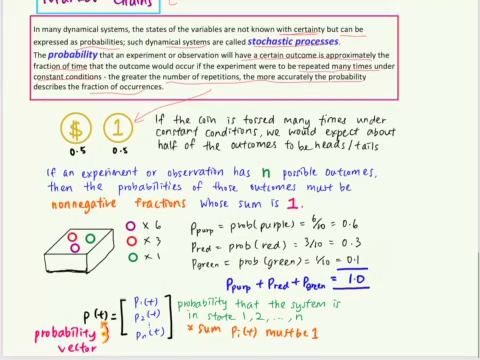 Markov Chains
In many dynamical systems, the states of the variables are not known with certainty but can be
expressed as probabilities; such dynamical systems are called stochastic processes.
The probability that an experiment or observation will have a certain outcome is approximately the
fraction of time that the outcome would occur if the experiment were to be repeated many times under
constant conditions - the greater the number of repetitions, the more accurately the probability
describes the fraction of occurrences.
$ 1
0.5 0.5
If the coin is tossed many times under
constant conditions, we would expect about
half of the outcomes to be heads/tails
If an experiment or observation has n possible outcomes,
then the probabilities of those outcomes must be
nonnegative fractions whose sum is 1.
x 6
x 3
x 1
Ppurp = prob(purple) = 6/10 = 0.6
Pred = prob(red) = 3/10 = 0.3
Pgreen = prob(green) = 1/10 = 0.1
Ppurp + Pred + Pgreen = 1.0
P(t) = [ P1(t)
P2(t)
⋮
Pn(t) ]
probability that the system is
in state 1, 2, ..., n
* sum Pi(t) must be 1
probability
vector